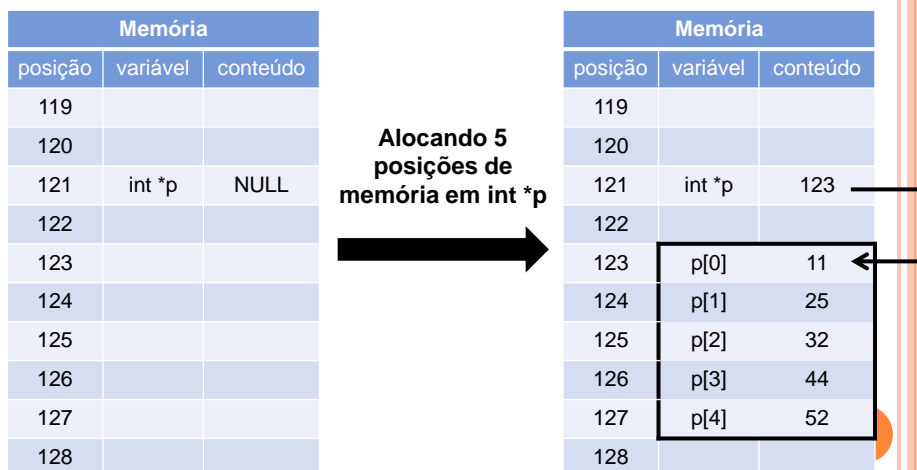 Memória
posição variável conteúdo
119
120
121 int *p NULL
122
123
124
125
126
127
128
Alocando 5
posições de
memória em int *p
Memória
posição variável conteúdo
119
120
121 int *p 123
122
123 p[0] 11
124 p[1] 25
125 p[2] 32
126 p[3] 44
127 p[4] 52
128